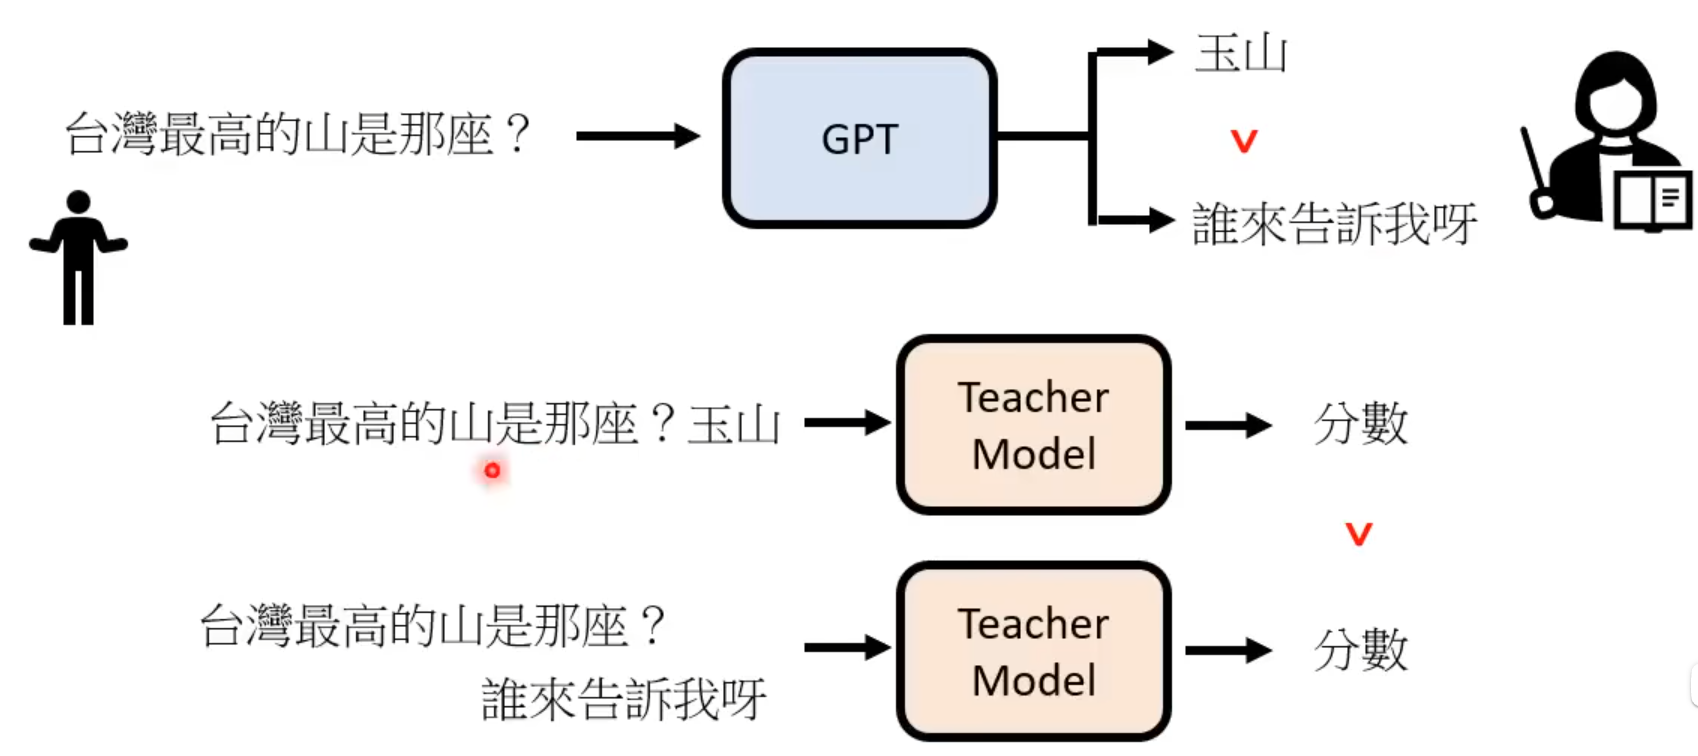 玉山
台灣最高的山是那座？
GPT
v
誰來告訴我呀
台灣最高的山是那座？玉山
Teacher
Model
分數
v
台灣最高的山是那座？
誰來告訴我呀
Teacher
Model
分數